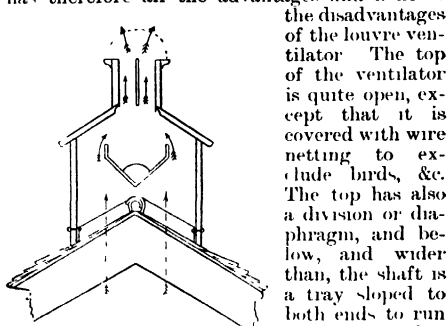 the disadvantages
of the louvre ven-
tilator The top
of the ventilator
is quite open, ex-
cept that it is
covered with wire
netting to ex-
clude birds, &c.
The top has also
a division or dia-
phragm, and be-
low, and wider
than, the shaft is
a tray sloped to
both ends to run